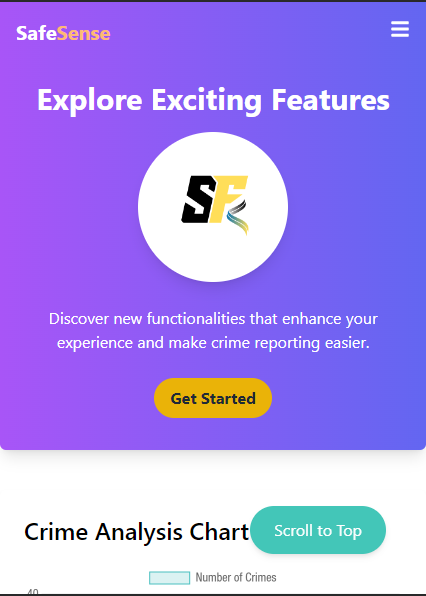 SafeSense
Explore Exciting Features
SF
Discover new functionalities that enhance your
experience and make crime reporting easier.
Get Started
Crime Analysis Chart
Scroll to Top
Number of Crimes
40